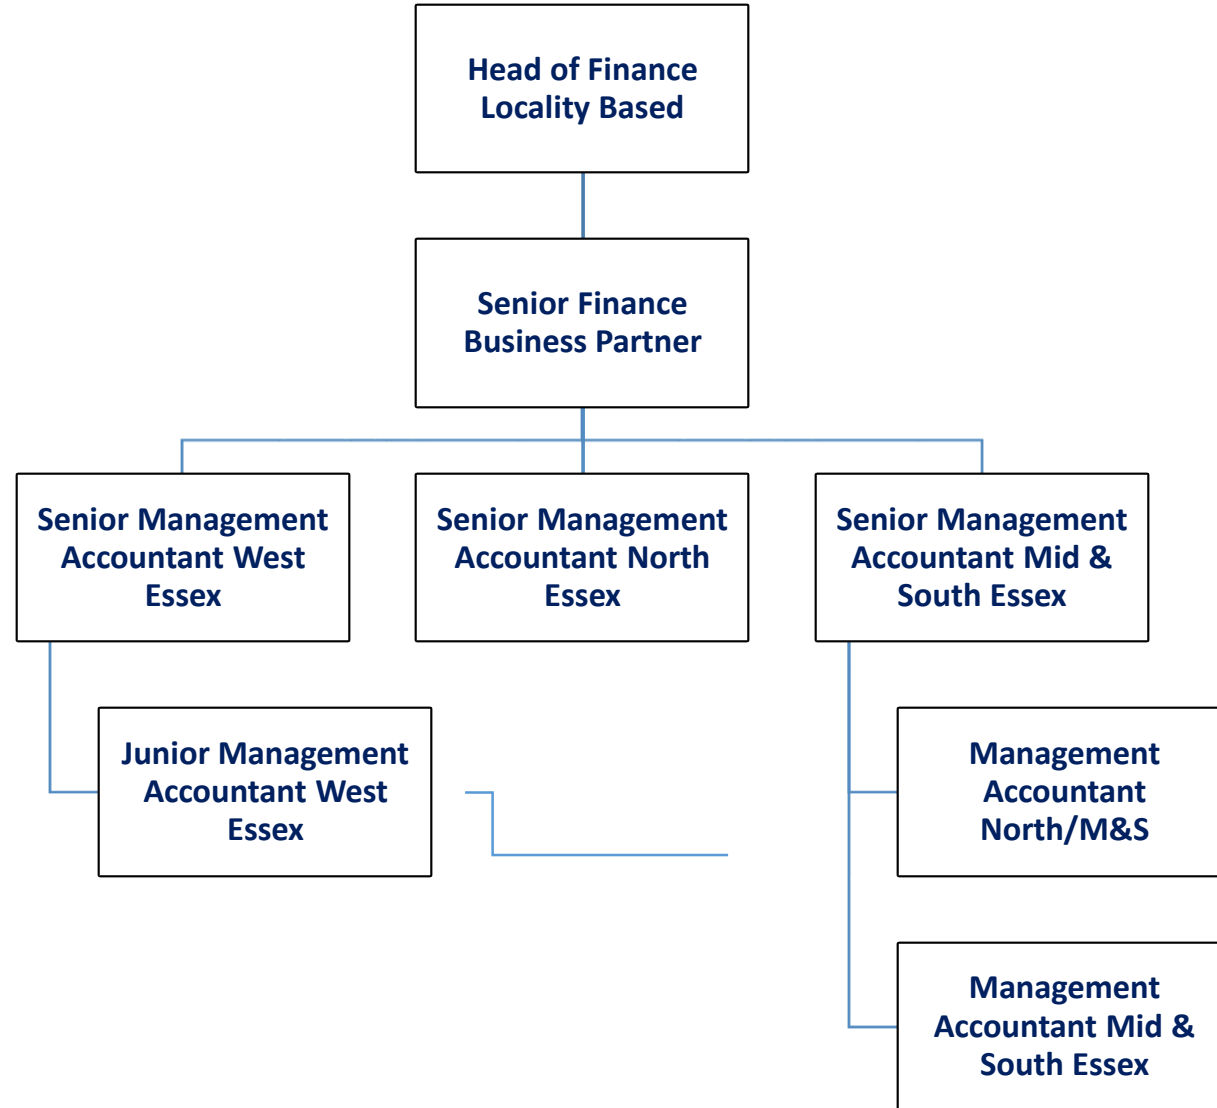 Head of Finance
Locality Based
Senior Finance
Business Partner
Senior Management
Accountant West
Essex
Senior Management
Accountant North
Essex
Senior Management
Accountant Mid &
South Essex
Junior Management
Accountant West
Essex
Management
Accountant
North/M&S
Management
Accountant Mid &
South Essex